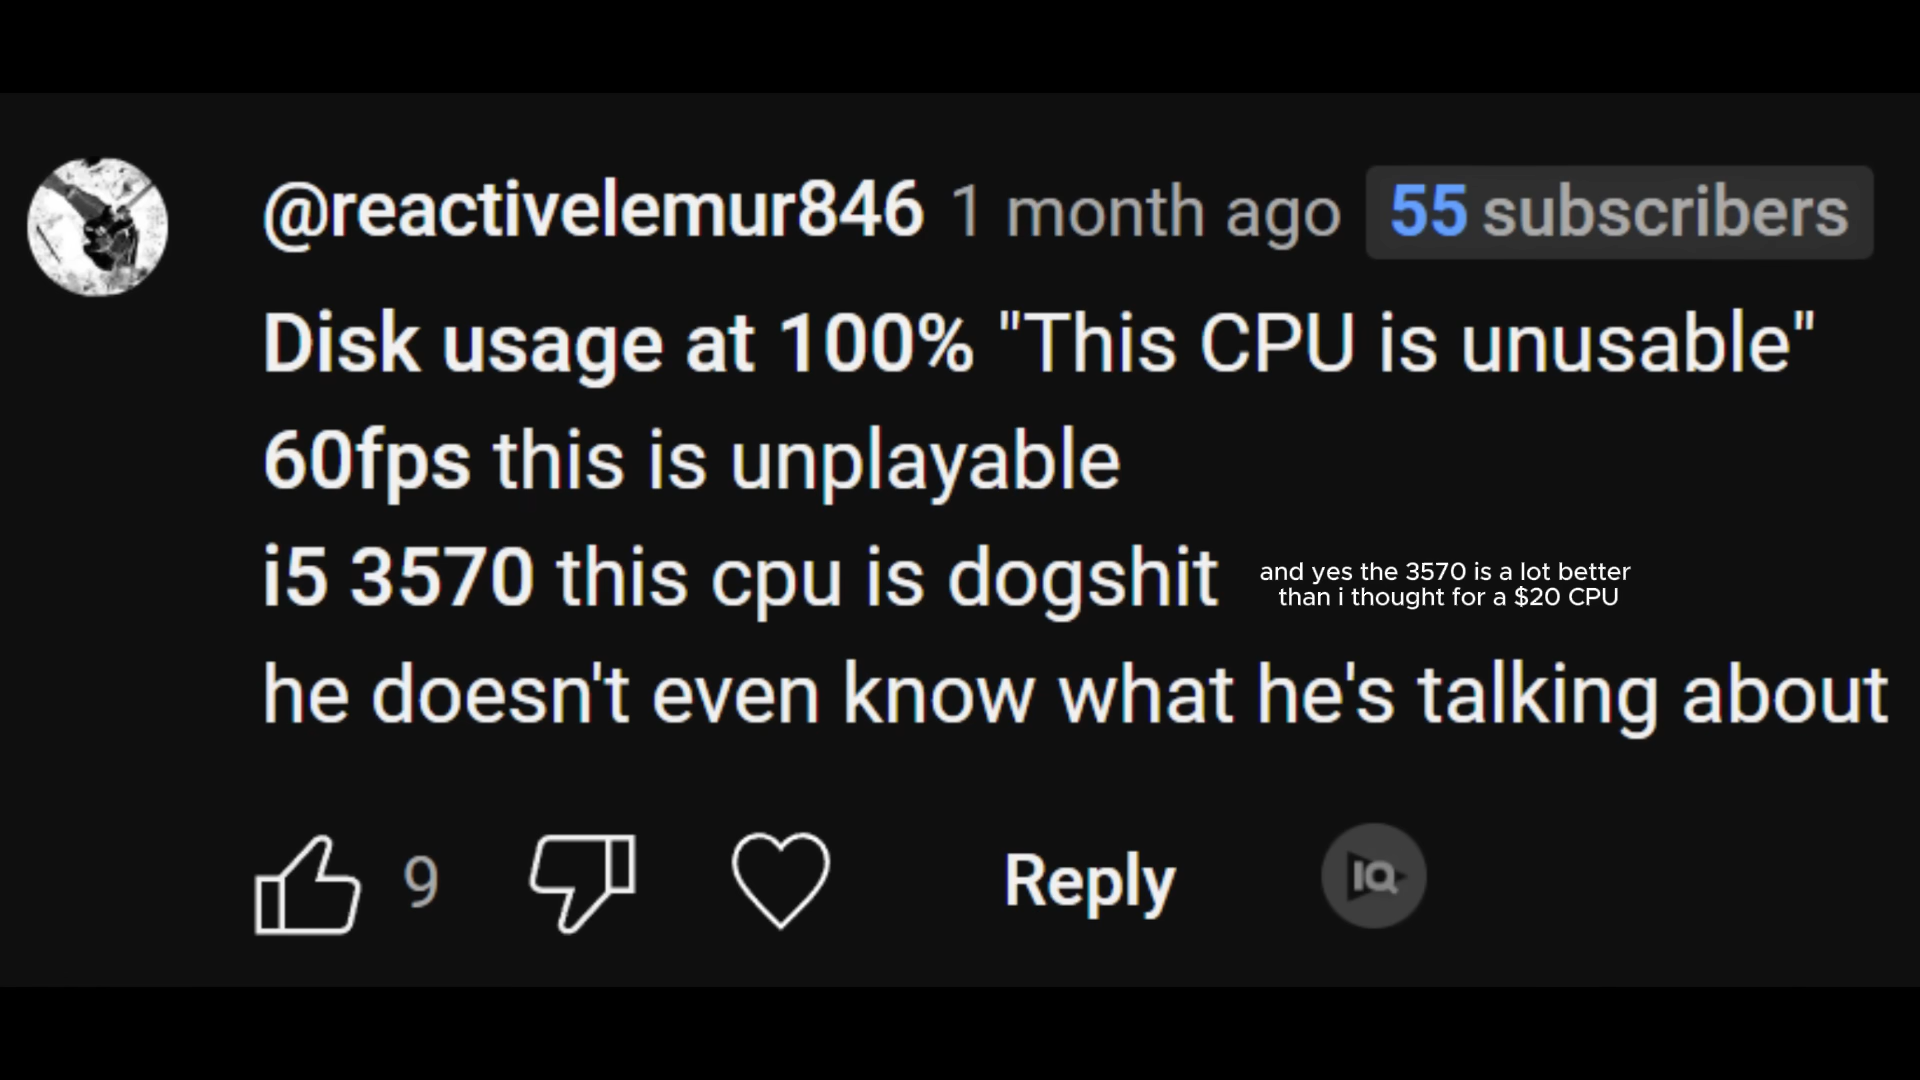 @reactivelemur846 1 month ago 55 subscribers
Disk usage at 100% "This CPU is unusable"
60fps this is unplayable
i5 3570 this cpu is dogshit
and yes the 3570 is a lot better
than i thought for a $20 CPU
he doesn't even know what he's talking about
9 Reply IQ